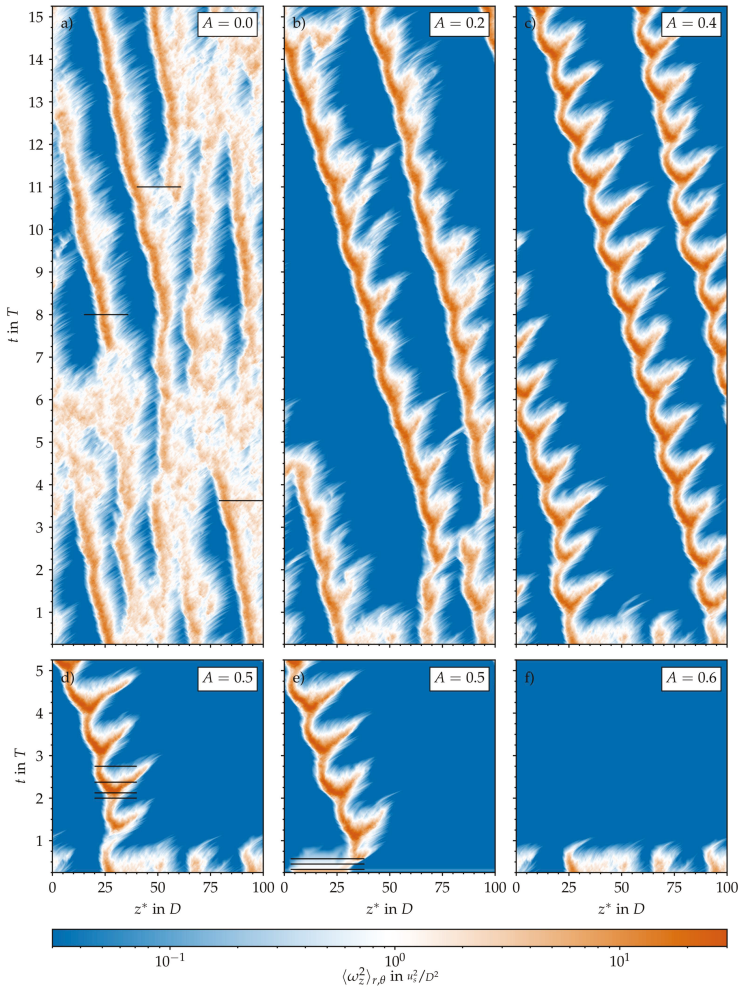 a) A = 0.0
b) A = 0.2
c) A = 0.4
15
14
13
12
11
10
9
8
7
6
5
4
3
2
1
t in T
d) A = 0.5
e) A = 0.5
f) A = 0.6
5
4
3
2
1
t in T
0 25 50 75 100
0 25 50 75 100
0 25 50 75 100
z* in D
z* in D
z* in D
10⁻¹ 10⁰ 10¹
⟨ω_z²⟩_{r,θ} in u_s²/D²